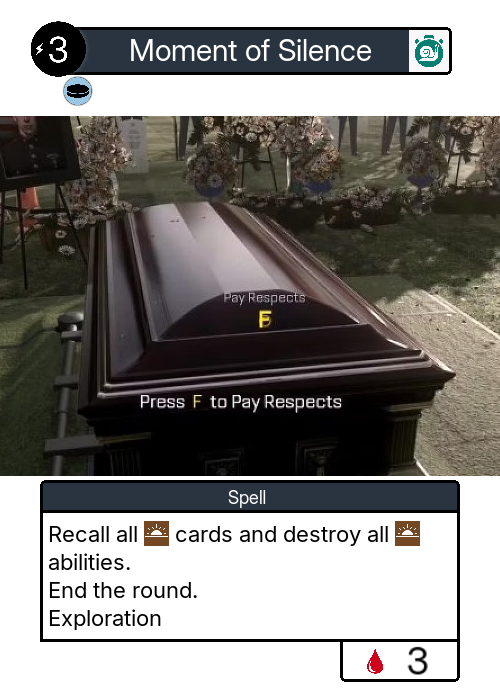 3 Moment of Silence
Pay Respects
F
Press F to Pay Respects
Spell
Recall all cards and destroy all
abilities.
End the round.
Exploration
3